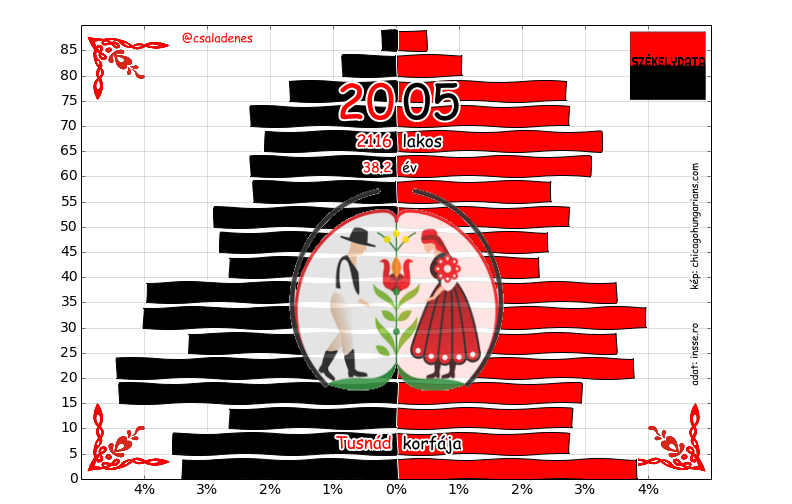 @csaladenes
SZÉKELYDATA
2005
2116 lakos
38,2 év
kép: chicagohungarians.com
adat: insse.ro
Tusnád korfája
85
80
75
70
65
60
55
50
45
40
35
30
25
20
15
10
5
0
4% 3% 2% 1% 0% 1% 2% 3% 4%